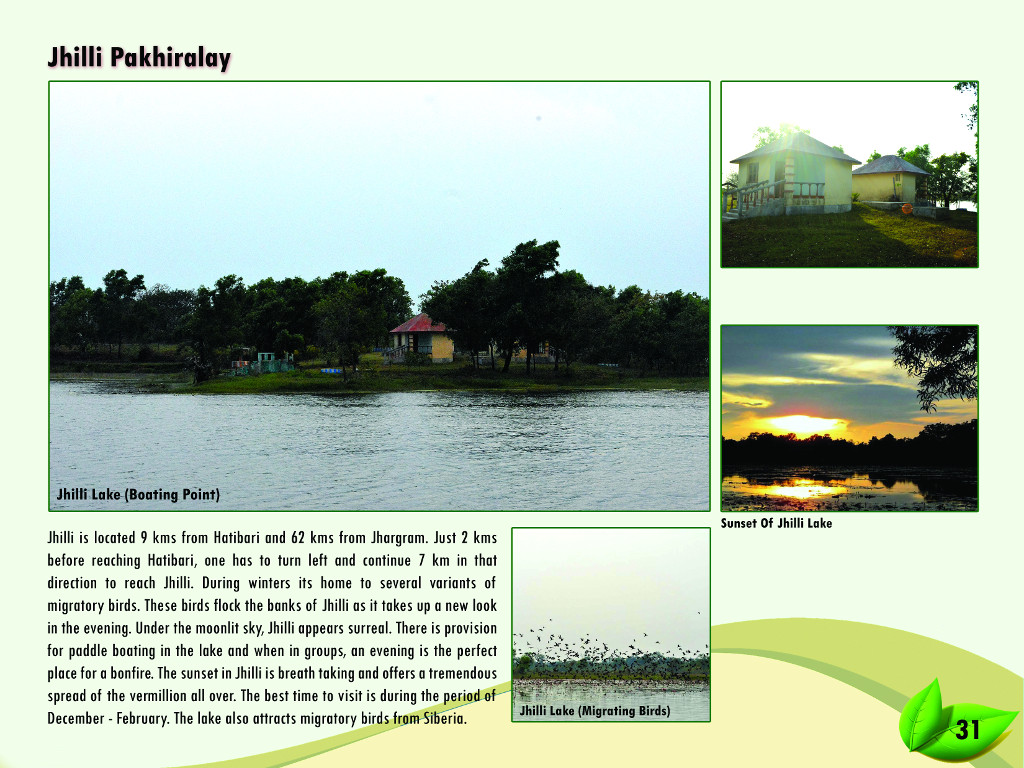 Jhilli Pakhiralay
Jhilli Lake (Boating Point)
Sunset Of Jhilli Lake
Jhilli is located 9 kms from Hatibari and 62 kms from Jhargram. Just 2 kms
before reaching Hatibari, one has to turn left and continue 7 km in that
direction to reach Jhilli. During winters its home to several variants of
migratory birds. These birds flock the banks of Jhilli as it takes up a new look
in the evening. Under the moonlit sky, Jhilli appears surreal. There is provision
for paddle boating in the lake and when in groups, an evening is the perfect
place for a bonfire. The sunset in Jhilli is breath taking and offers a tremendous
spread of the vermillion all over. The best time to visit is during the period of
December - February. The lake also attracts migratory birds from Siberia.
Jhilli Lake (Migrating Birds)
31